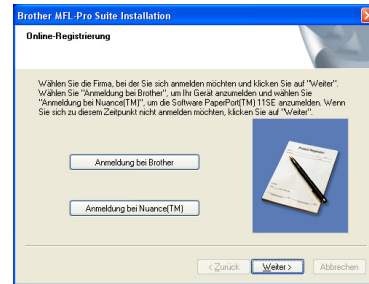 Brother MFL-Pro Suite Installation
Online-Registrierung
Wählen Sie die Firma, bei der Sie sich anmelden möchten und klicken Sie auf "Weiter".
Wählen Sie "Anmeldung bei Brother", um Ihr Gerät anzumelden und wählen Sie
"Anmeldung bei Nuance(TM)", um die Software PaperPort(TM) 11SE anzumelden. Wenn
Sie sich zu diesem Zeitpunkt nicht anmelden möchten, klicken Sie auf "Weiter".
Anmeldung bei Brother
Anmeldung bei Nuance(TM)
< Zurück Weiter > Abbrechen